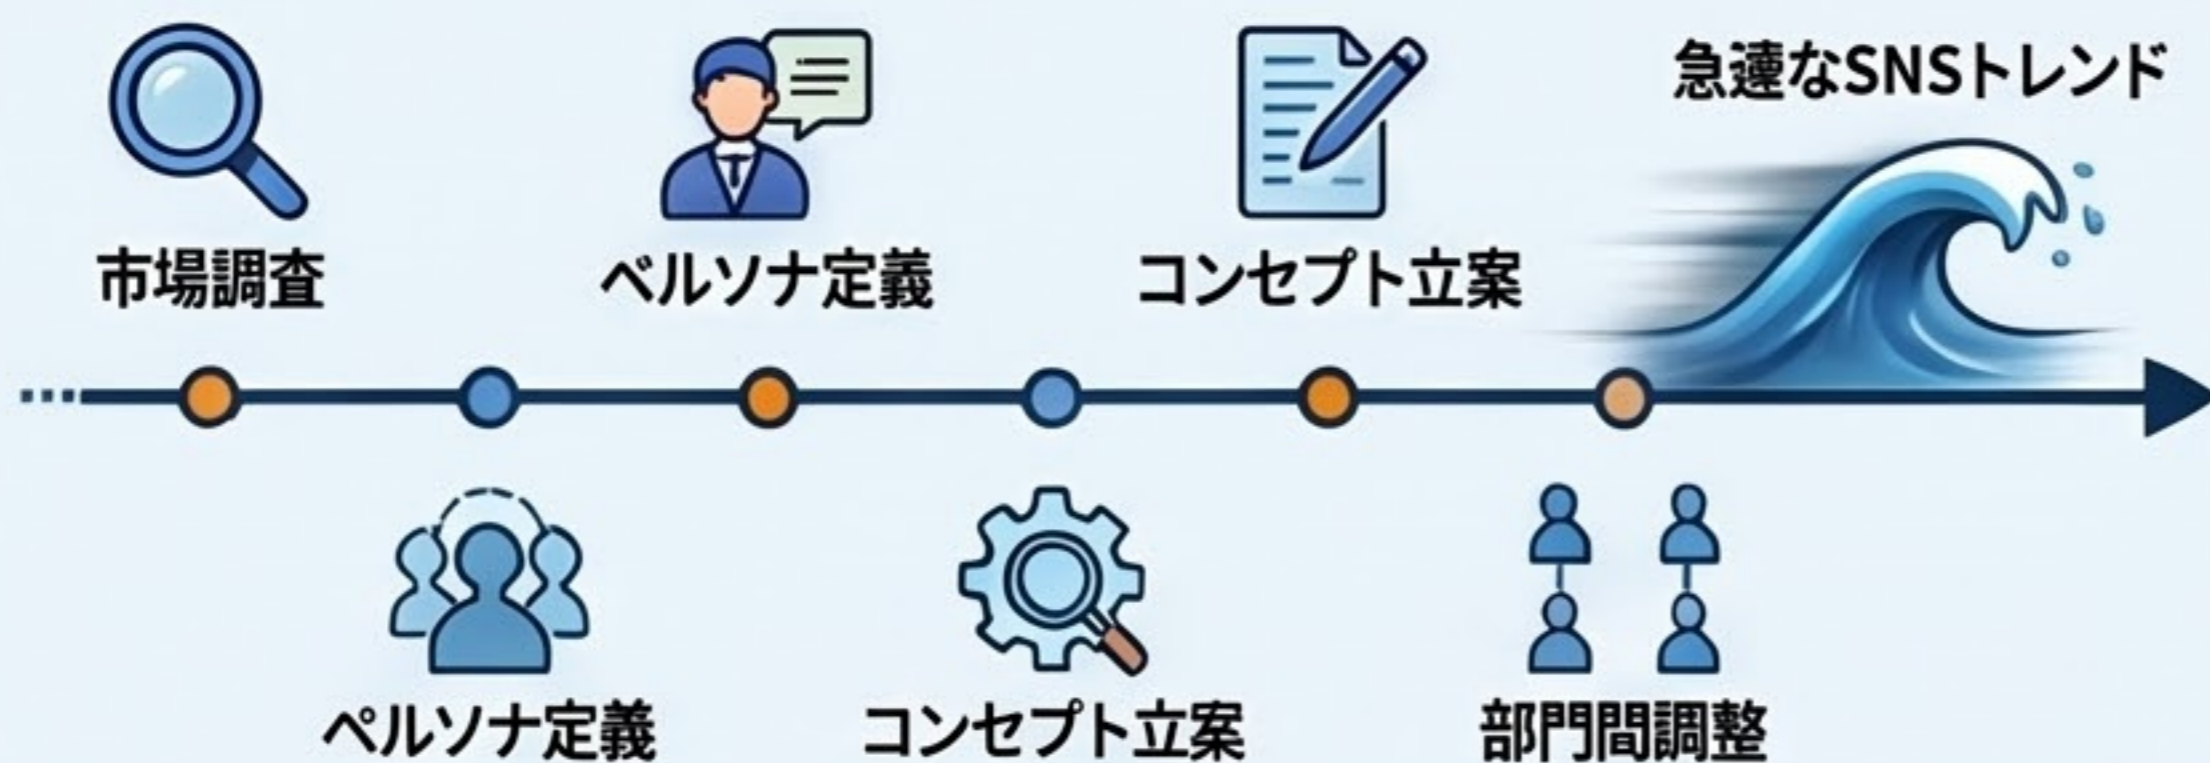 急遽なSNSトレンド
市場調査
ベルソナ定義
コンセプト立案
ペルソナ定義
コンセプト立案
部門間調整